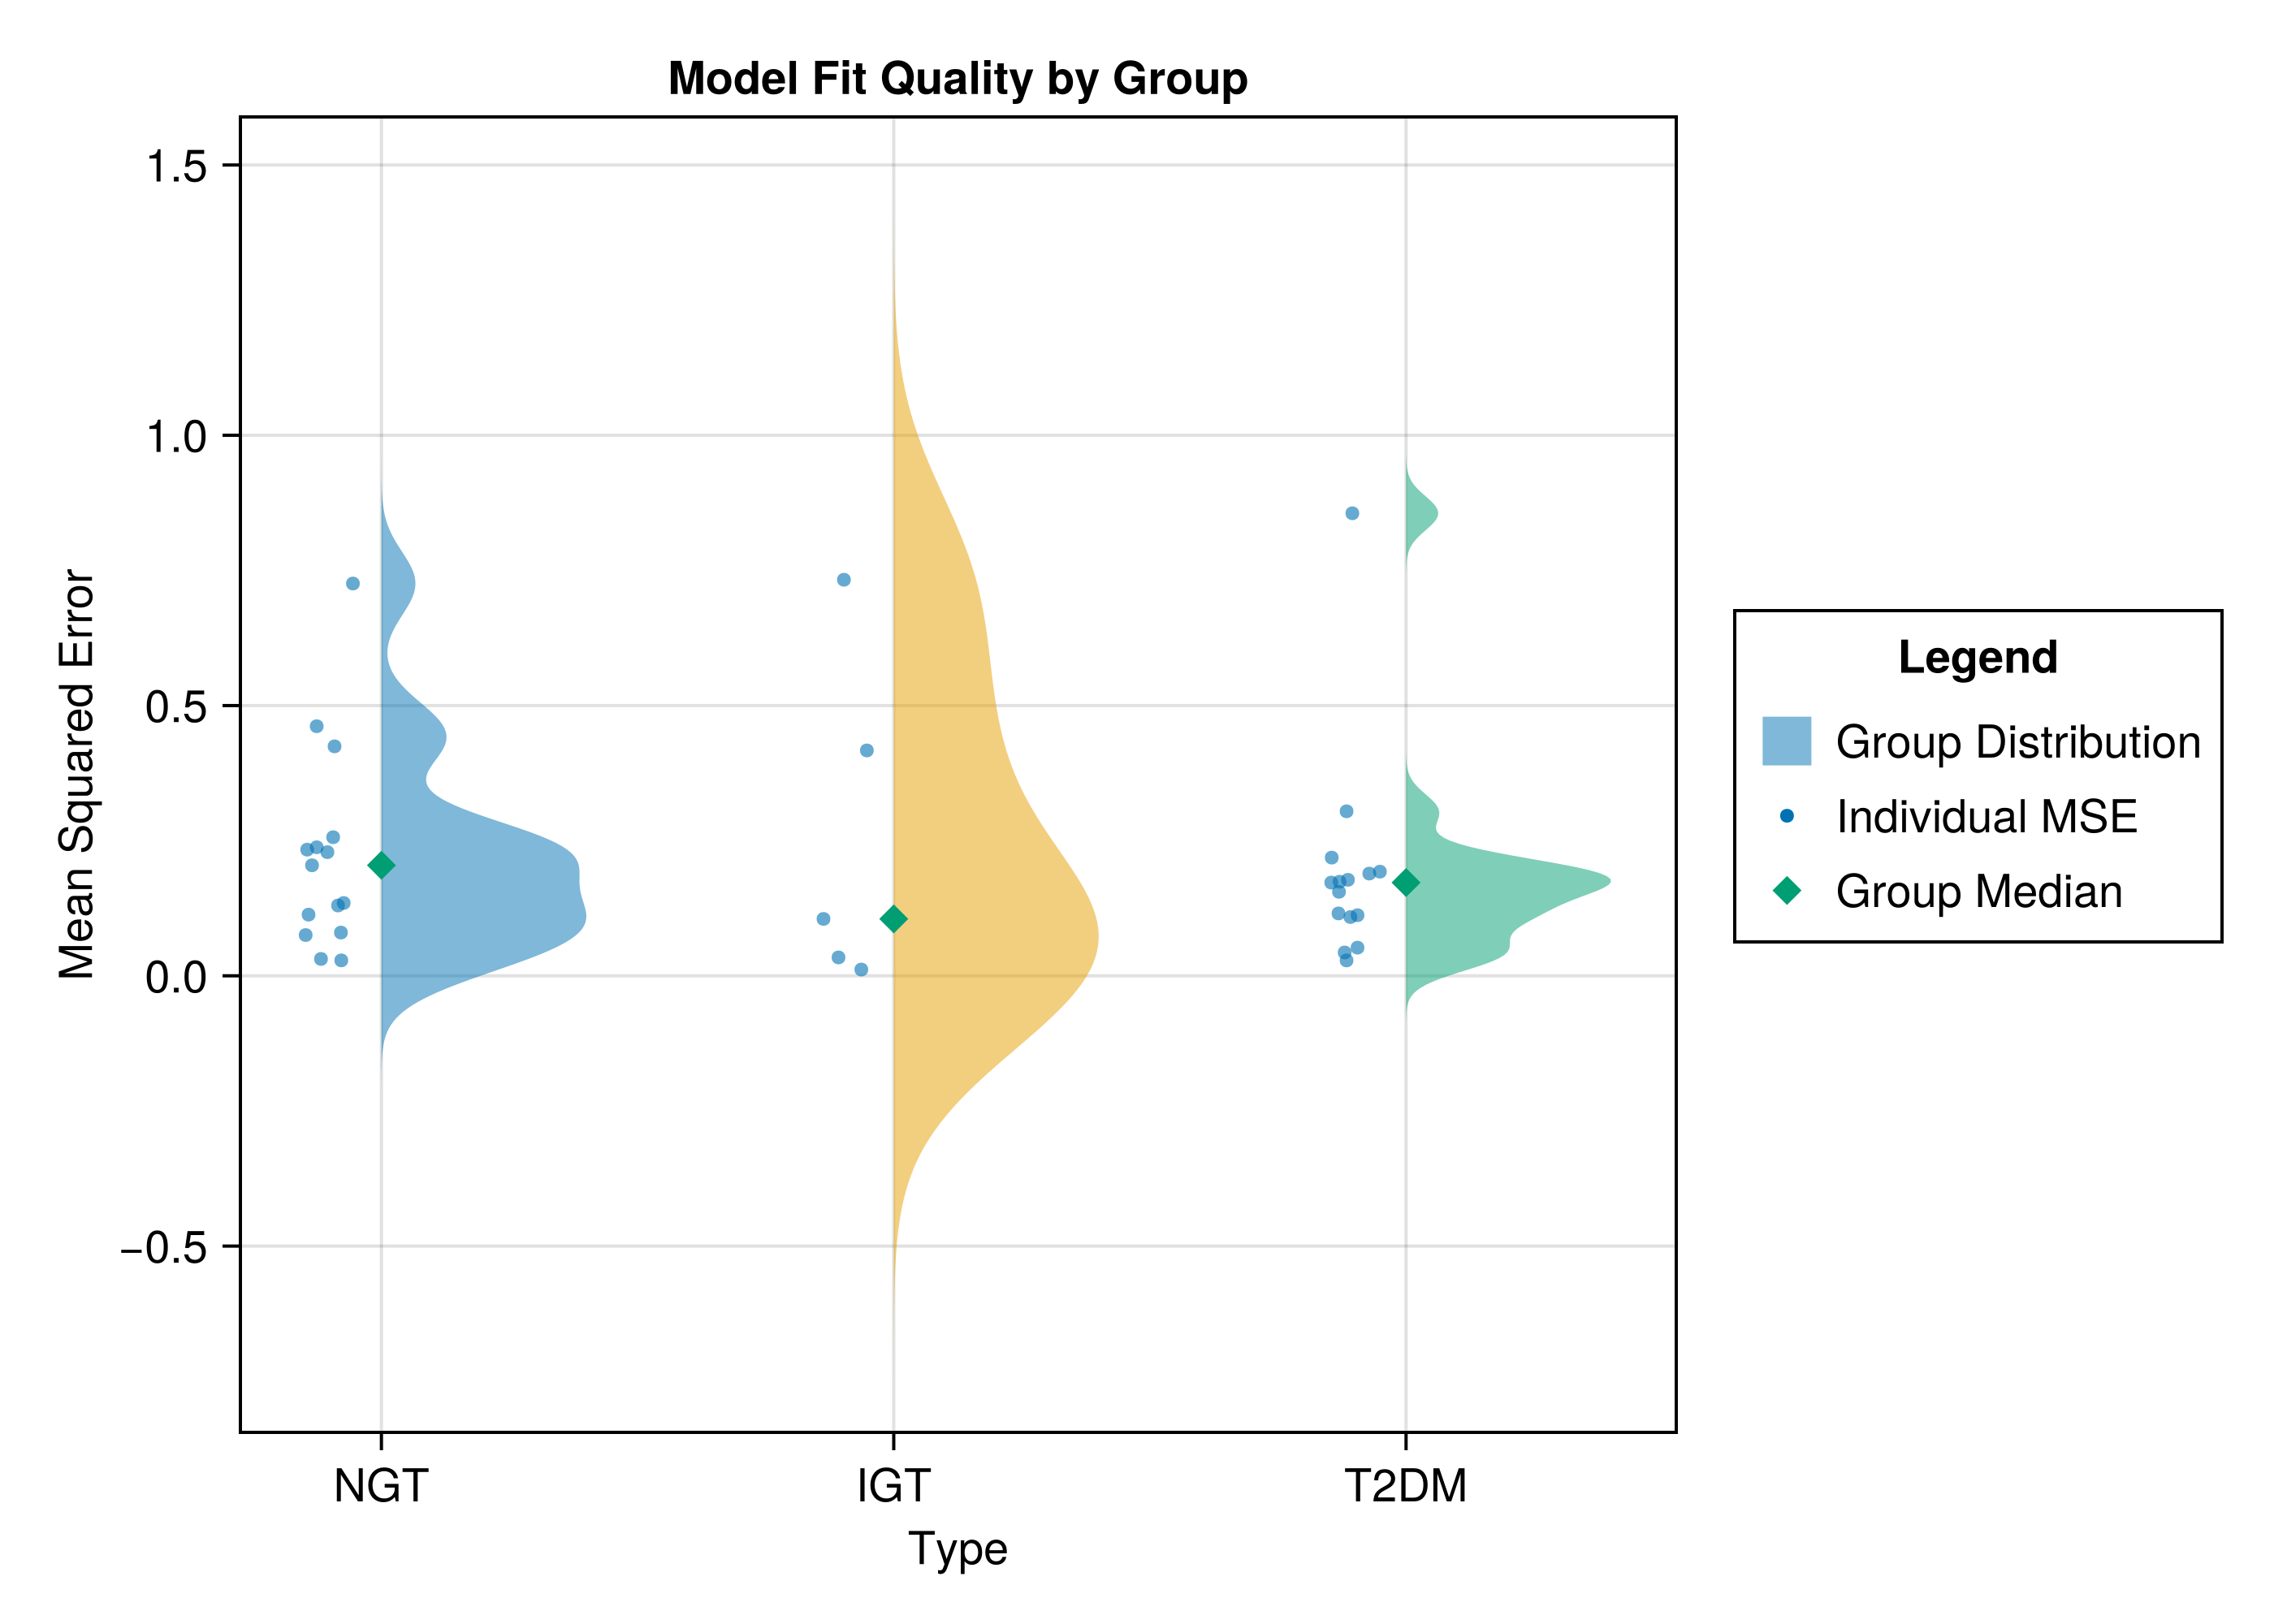 Model Fit Quality by Group
1.5
1.0
0.5
0.0
−0.5
Mean Squared Error
NGT
IGT
T2DM
Type
Legend
Group Distribution
Individual MSE
Group Median